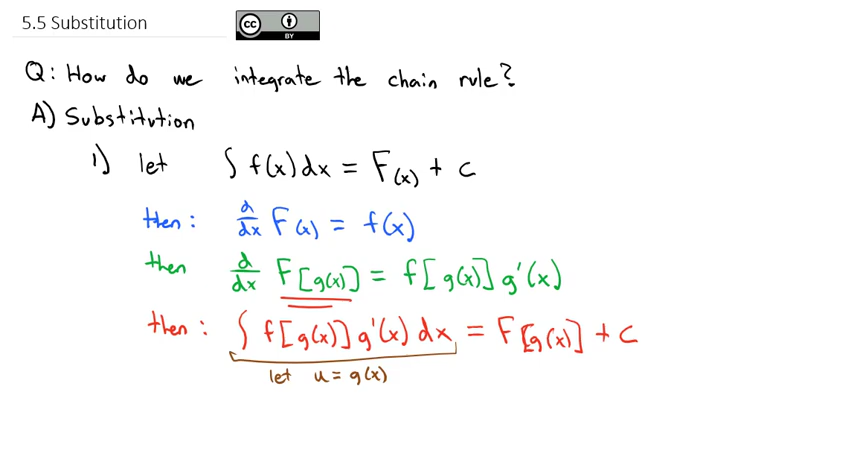 5.5 Substitution
cc BY
Q: How do we integrate the chain rule?
A) Substitution
1) let ∫ f(x) dx = F(x) + c
then: d/dx F(x) = f(x)
then d/dx F[g(x)] = f[g(x)] g'(x)
then: ∫ f[g(x)] g'(x) dx = F[g(x)] + c
let u = g(x)